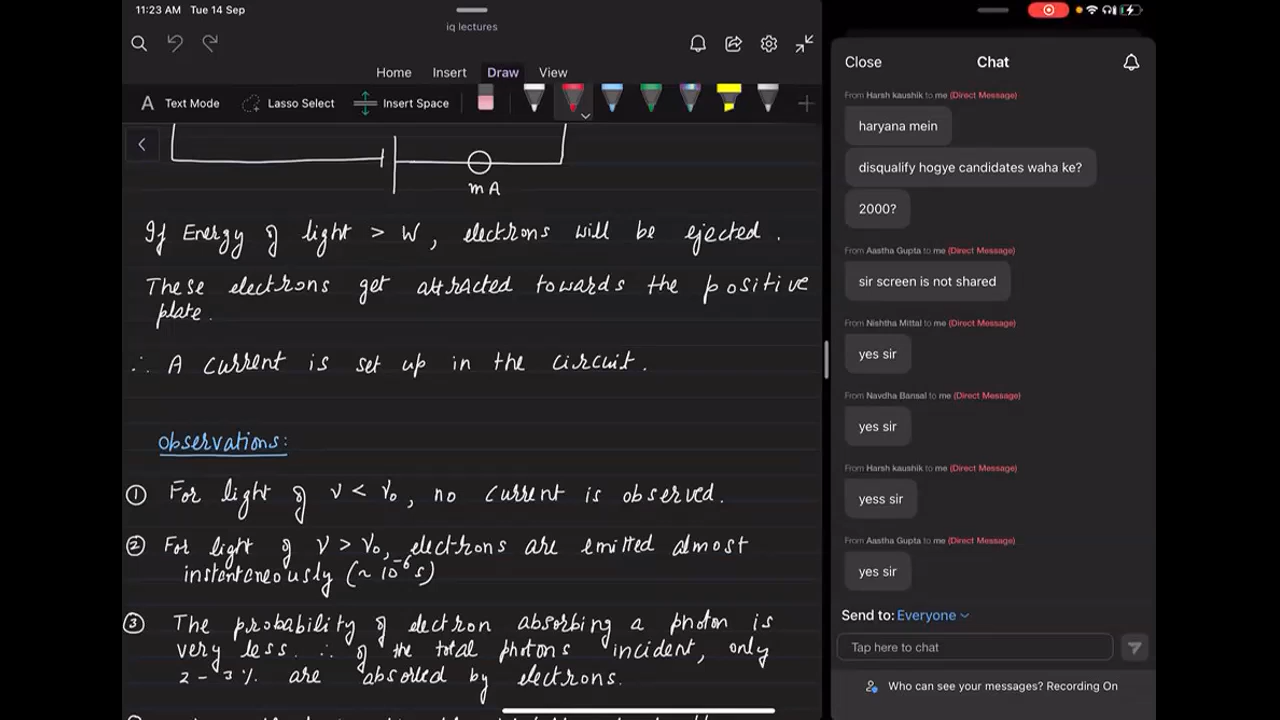 11:23 AM Tue 14 Sep
iq lectures
Home Insert Draw View
A Text Mode Lasso Select Insert Space
mA
If Energy of light > W, electrons will be ejected.
These electrons get attracted towards the positive
plate.
∴ A current is set up in the circuit.
Observations:
① For light of ν < ν₀, no current is observed.
② For light of ν > ν₀, electrons are emitted almost
instantaneously (~ 10⁻⁶ s)
③ The probability of electron absorbing a photon is
very less. ∴ of the total photons incident, only
2 - 3 % are absorbed by electrons.
Close Chat
From Harsh kaushik to me (Direct Message)
haryana mein
disqualify hogye candidates waha ke?
2000?
From Aastha Gupta to me (Direct Message)
sir screen is not shared
From Nishtha Mittal to me (Direct Message)
yes sir
From Navdha Bansal to me (Direct Message)
yes sir
From Harsh kaushik to me (Direct Message)
yess sir
From Aastha Gupta to me (Direct Message)
yes sir
Send to: Everyone
Tap here to chat
Who can see your messages? Recording On